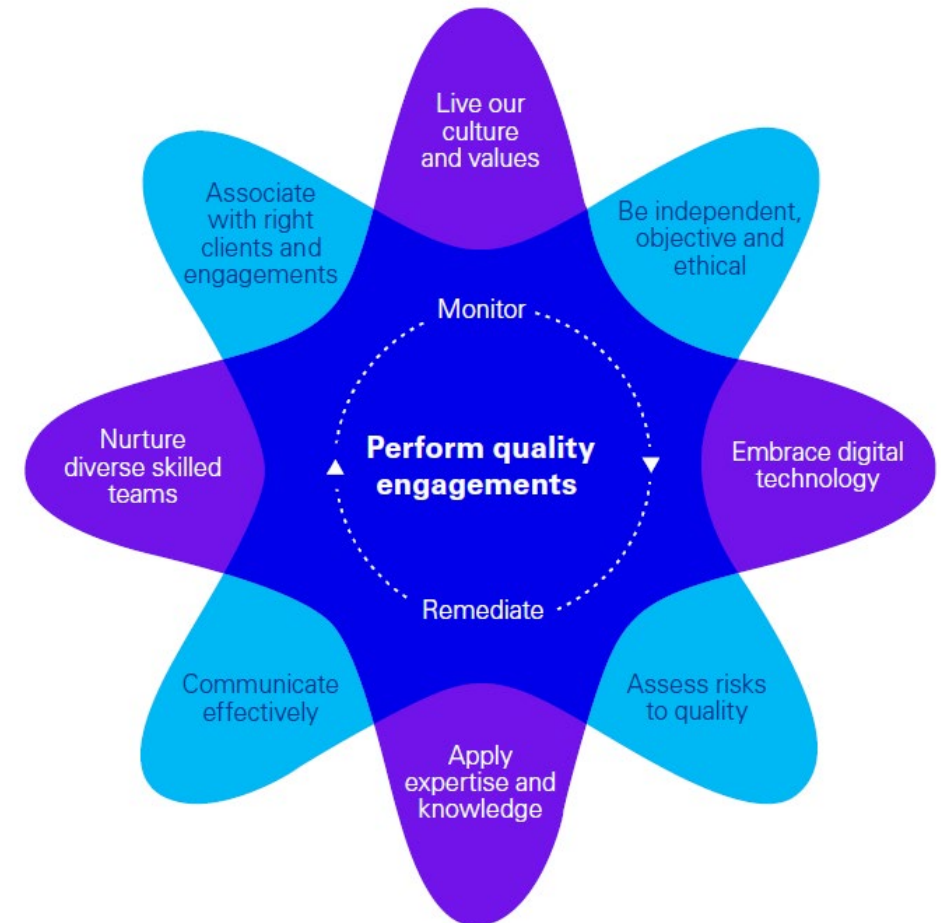 Live our
culture
and values
Be independent,
objective and
ethical
Embrace digital
technology
Assess risks
to quality
Apply
expertise and
knowledge
Communicate
effectively
Nurture
diverse skilled
teams
Associate
with right
clients and
engagements
Monitor
Perform quality
engagements
Remediate